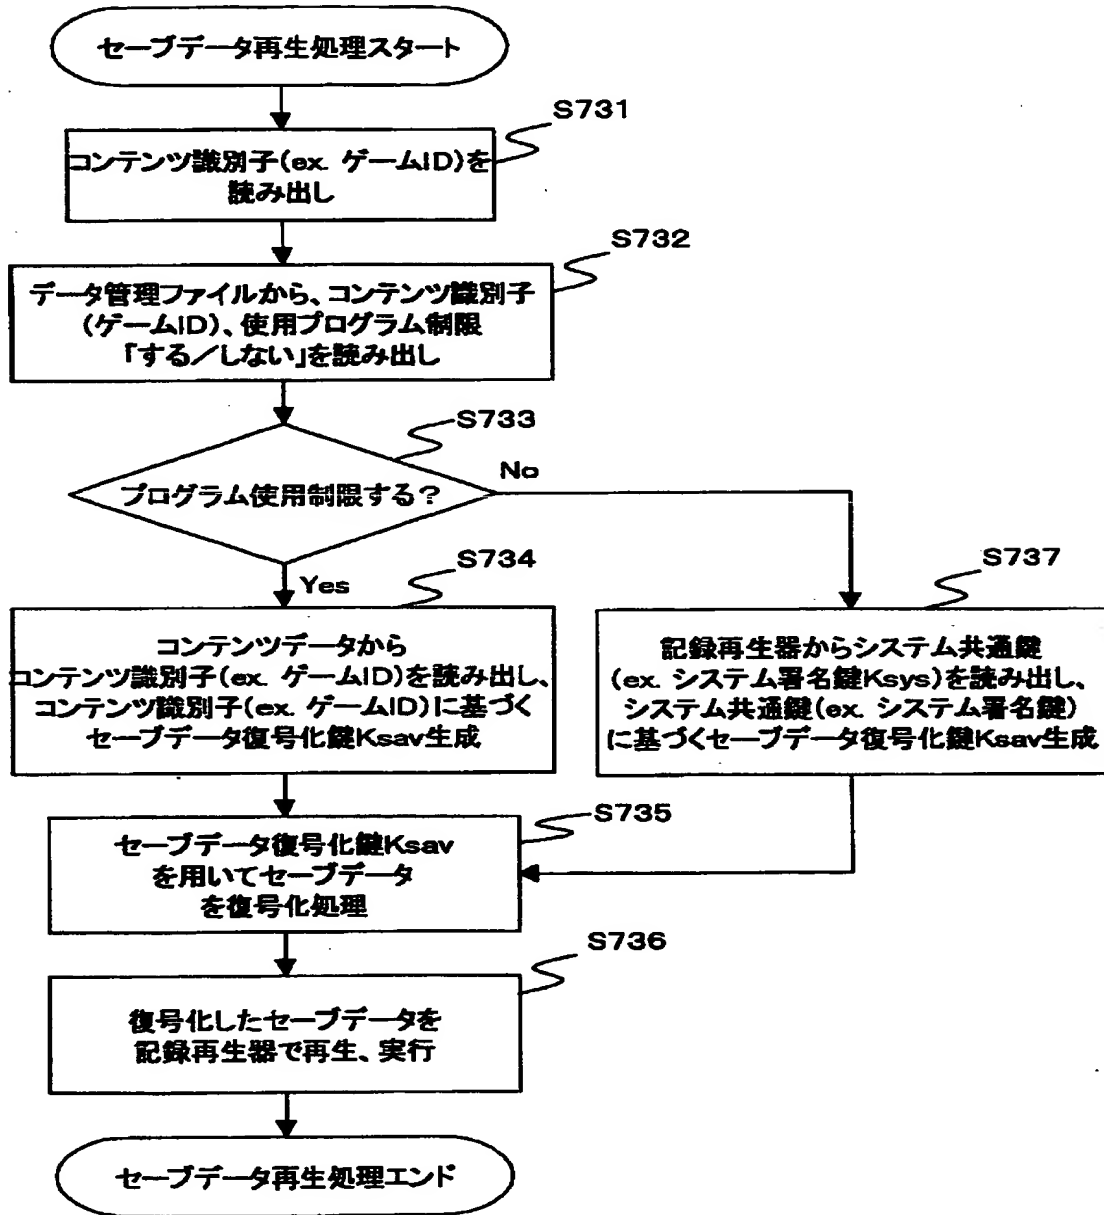 セーブデータ再生処理スタート
S731
コンテンツ識別子(ex. ゲームID)を
読み出し
S732
データ管理ファイルから、コンテンツ識別子
(ゲームID)、使用プログラム制限
「する/しない」を読み出し
S733
プログラム使用制限する?
No
Yes
S734
コンテンツデータから
コンテンツ識別子(ex. ゲームID)を読み出し、
コンテンツ識別子(ex. ゲームID)に基づく
セーブデータ復号化鍵Ksav生成
S737
記録再生器からシステム共通鍵
(ex. システム署名鍵Ksys)を読み出し、
システム共通鍵(ex. システム署名鍵)
に基づくセーブデータ復号化鍵Ksav生成
S735
セーブデータ復号化鍵Ksav
を用いてセーブデータ
を復号化処理
S736
復号化したセーブデータを
記録再生器で再生、実行
セーブデータ再生処理エンド